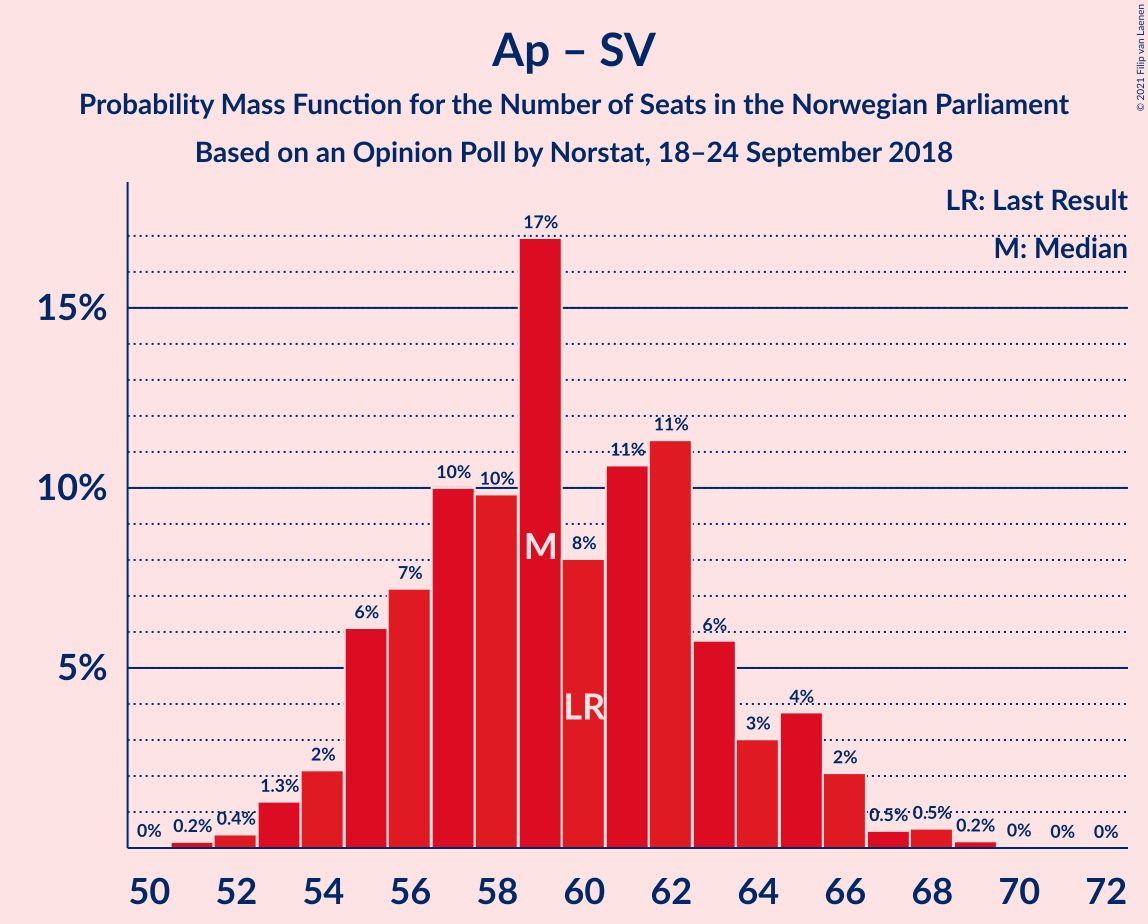 © 2021 Filip van Laenen
Ap – SV
Probability Mass Function for the Number of Seats in the Norwegian Parliament
Based on an Opinion Poll by Norstat, 18–24 September 2018
LR: Last Result
M: Median
15%
10%
5%
0%
0.2%
0.4%
1.3%
2%
6%
7%
10%
10%
17%
8%
11%
11%
6%
3%
4%
2%
0.5%
0.5%
0.2%
0%
0%
0%
M
LR
50 52 54 56 58 60 62 64 66 68 70 72